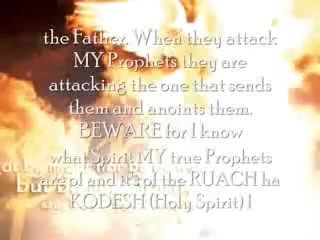 the Father. When they attack
MY Prophets they are
attacking the one that sends
them and anoints them.
BEWARE for I know
what Spirit MY true Prophets
are of and it's of the RUACH ha
KODESH (Holy Spirit) !